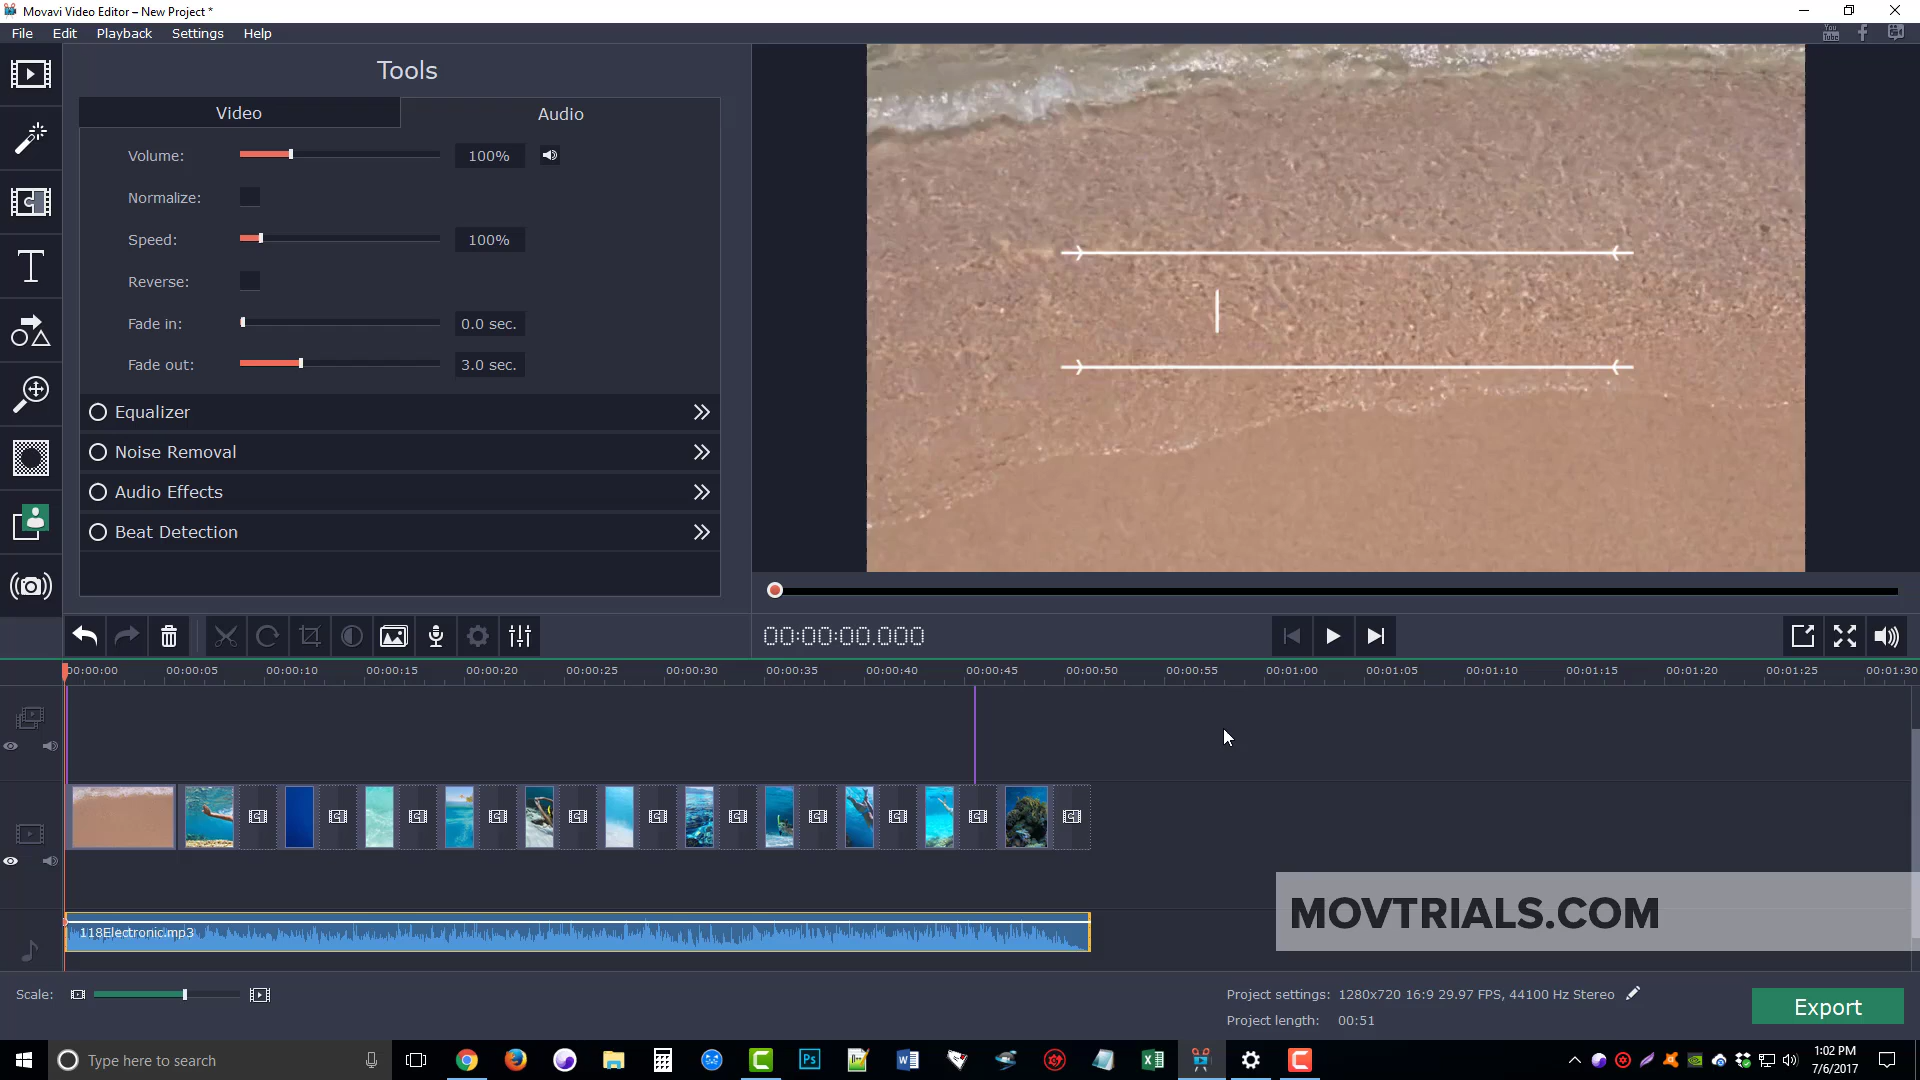 Movavi Video Editor – New Project *
File Edit Playback Settings Help
Tools
Video Audio
Volume: 100%
Normalize:
Speed: 100%
Reverse:
Fade in: 0.0 sec.
Fade out: 3.0 sec.
Equalizer
Noise Removal
Audio Effects
Beat Detection
00:00:00.000
00:00:00 00:00:05 00:00:10 00:00:15 00:00:20 00:00:25 00:00:30 00:00:35 00:00:40 00:00:45 00:00:50 00:00:55 00:01:00 00:01:05 00:01:10 00:01:15 00:01:20 00:01:25 00:01:30
MOVTRIALS.COM
118Electronic.mp3
Scale:
Project settings: 1280x720 16:9 29.97 FPS, 44100 Hz Stereo
Project length: 00:51
Export
Type here to search
1:02 PM
7/6/2017